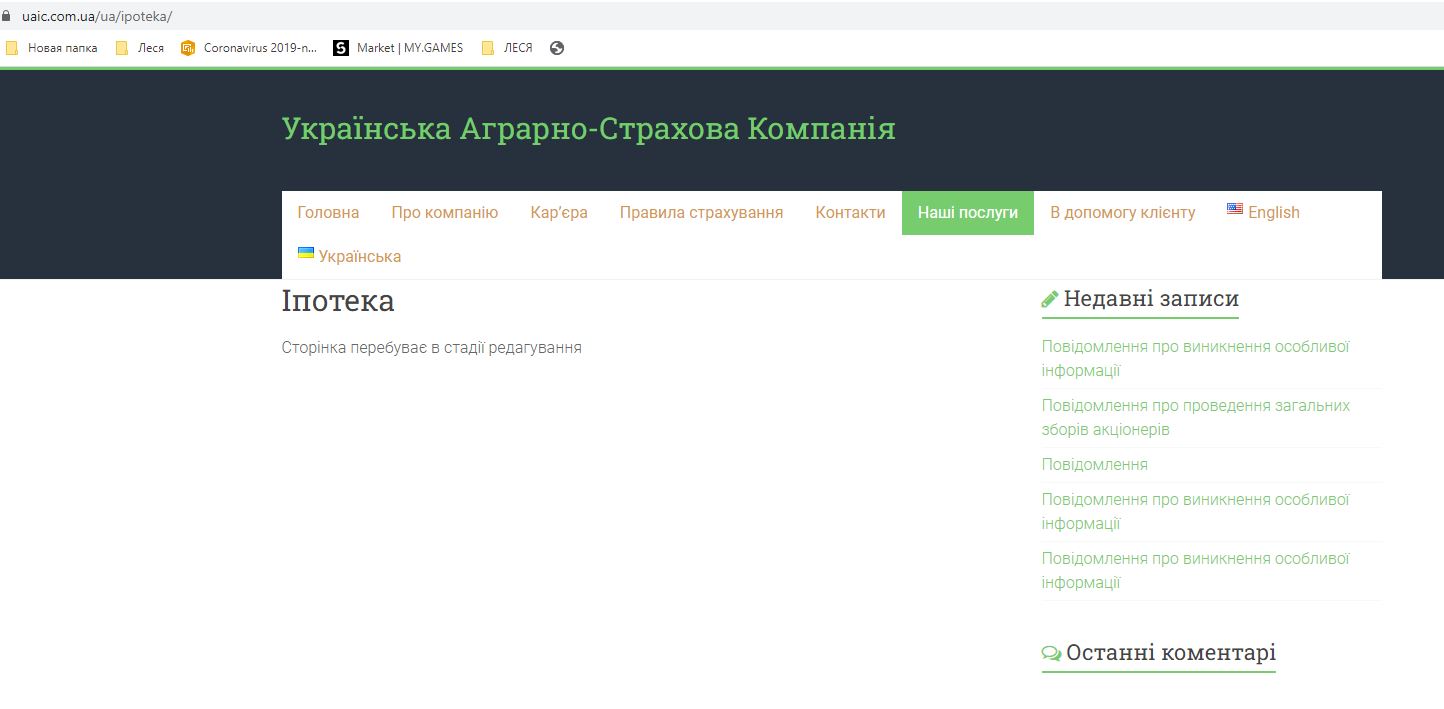 uaic.com.ua/ua/ipoteka/
Новая папка Леся Coronavirus 2019-n... Market | MY.GAMES ЛЕСЯ
Українська Аграрно-Страхова Компанія
Головна Про компанію Кар’єра Правила страхування Контакти Наші послуги В допомогу клієнту English
Українська
Іпотека
Сторінка перебуває в стадії редагування
Недавні записи
Повідомлення про виникнення особливої
інформації
Повідомлення про проведення загальних
зборів акціонерів
Повідомлення
Повідомлення про виникнення особливої
інформації
Повідомлення про виникнення особливої
інформації
Останні коментарі